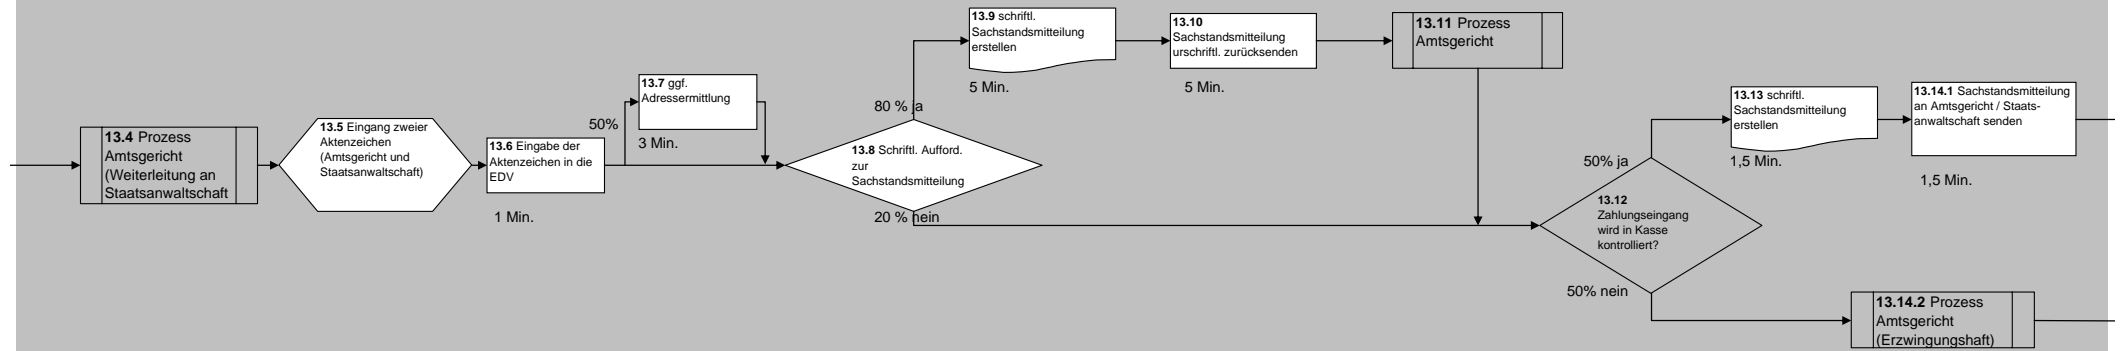 13.4 Prozess
Amtsgericht
(Weiterleitung an
Staatsanwaltschaft
13.5 Eingang zweier
Aktenzeichen
(Amtsgericht und
Staatsanwaltschaft)
13.6 Eingabe der
Aktenzeichen in die
EDV
1 Min.
50%
13.7 ggf.
Adressermittlung
3 Min.
13.8 Schriftl. Aufford.
zur
Sachstandsmitteilung
80 % ja
20 % nein
13.9 schriftl.
Sachstandsmitteilung
erstellen
5 Min.
13.10
Sachstandsmitteilung
urschriftl. zurücksenden
5 Min.
13.11 Prozess
Amtsgericht
13.12
Zahlungseingang
wird in Kasse
kontrolliert?
50% ja
50% nein
13.13 schriftl.
Sachstandsmitteilung
erstellen
1,5 Min.
13.14.1 Sachstandsmitteilung
an Amtsgericht / Staats-
anwaltschaft senden
1,5 Min.
13.14.2 Prozess
Amtsgericht
(Erzwingungshaft)